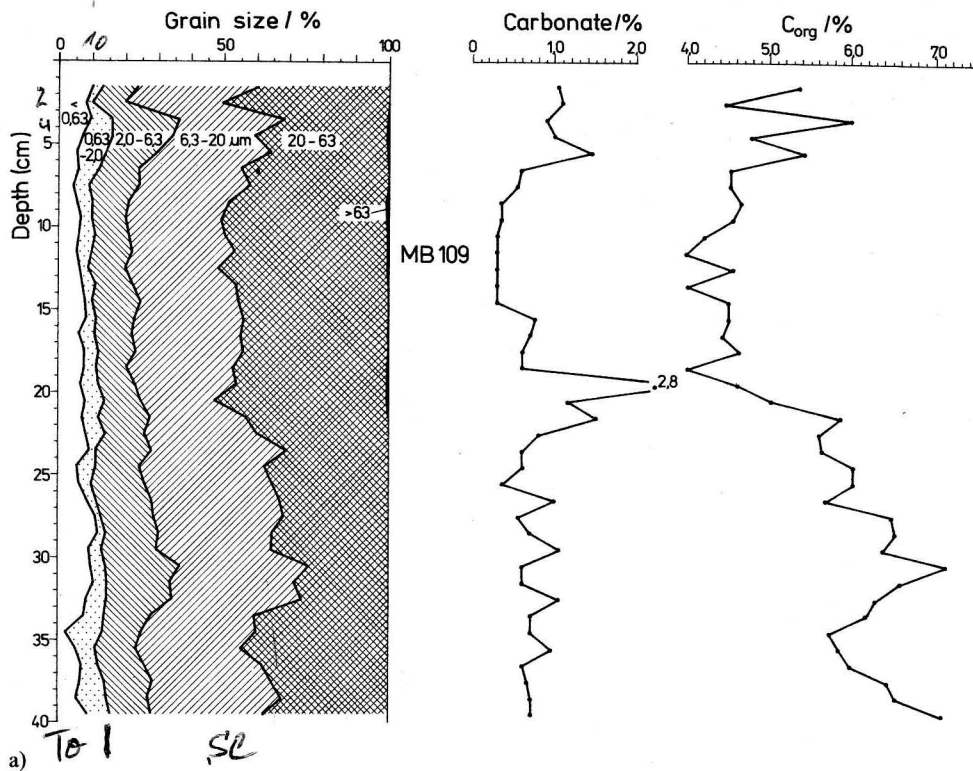 Grain size / % Carbonate /% Corg /%
10
0 50 100 0 1,0 2,0 4,0 5,0 6,0 7,0
2
4
< 0,63
0,63 -2,0 2,0-6,3 6,3-20 µm 20-63
>63
Depth (cm)
5
10
15
20
25
30
35
40
MB 109
2,8
a) To 1 SC